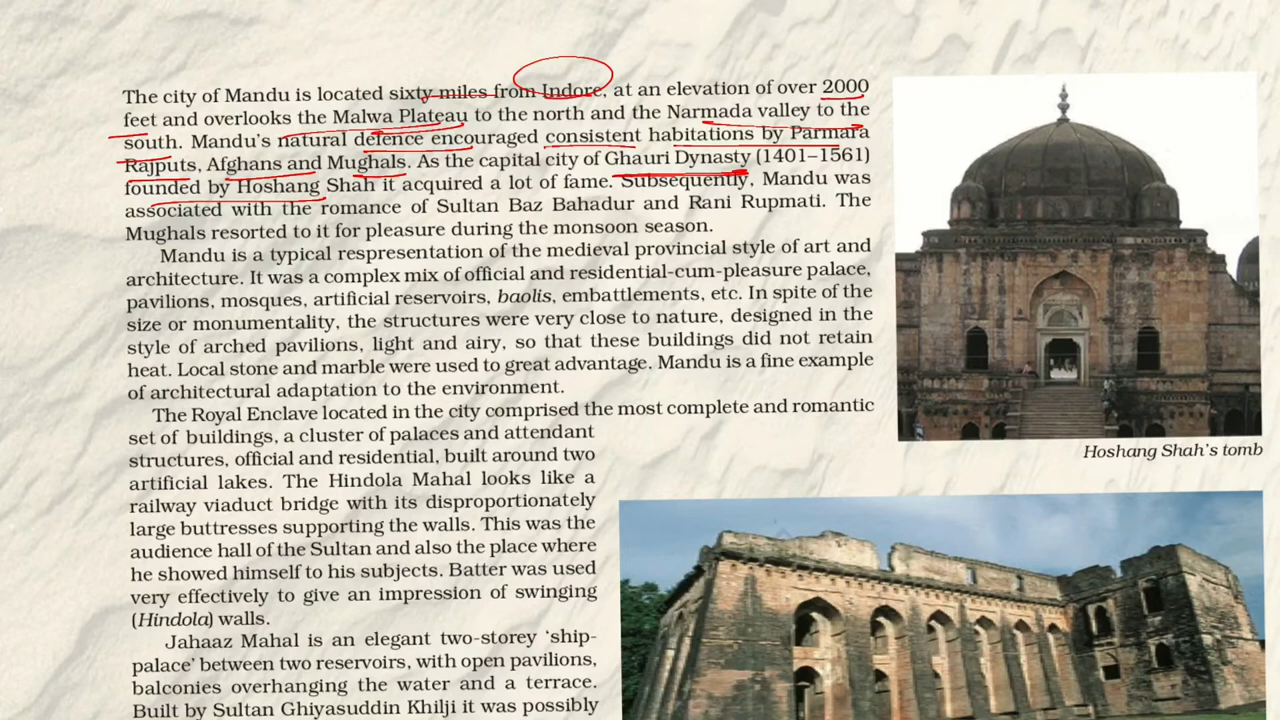 The city of Mandu is located sixty miles from Indore, at an elevation of over 2000
feet and overlooks the Malwa Plateau to the north and the Narmada valley to the
south. Mandu's natural defence encouraged consistent habitations by Parmara
Rajputs, Afghans and Mughals. As the capital city of Ghauri Dynasty (1401–1561)
founded by Hoshang Shah it acquired a lot of fame. Subsequently, Mandu was
associated with the romance of Sultan Baz Bahadur and Rani Rupmati. The
Mughals resorted to it for pleasure during the monsoon season.
Mandu is a typical respresentation of the medieval provincial style of art and
architecture. It was a complex mix of official and residential-cum-pleasure palace,
pavilions, mosques, artificial reservoirs, baolis, embattlements, etc. In spite of the
size or monumentality, the structures were very close to nature, designed in the
style of arched pavilions, light and airy, so that these buildings did not retain
heat. Local stone and marble were used to great advantage. Mandu is a fine example
of architectural adaptation to the environment.
The Royal Enclave located in the city comprised the most complete and romantic
set of buildings, a cluster of palaces and attendant
structures, official and residential, built around two
artificial lakes. The Hindola Mahal looks like a
railway viaduct bridge with its disproportionately
large buttresses supporting the walls. This was the
audience hall of the Sultan and also the place where
he showed himself to his subjects. Batter was used
very effectively to give an impression of swinging
(Hindola) walls.
Jahaaz Mahal is an elegant two-storey 'ship-
palace' between two reservoirs, with open pavilions,
balconies overhanging the water and a terrace.
Built by Sultan Ghiyasuddin Khilji it was possibly
Hoshang Shah's tomb